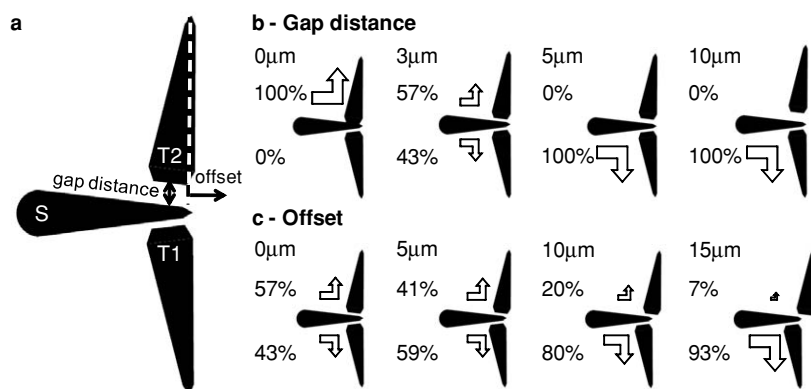 a
T2
offset
gap distance
S
T1
b - Gap distance
0μm
3μm
5μm
10μm
100%
57%
0%
0%
0%
43%
100%
100%
c - Offset
0μm
5μm
10μm
15μm
57%
41%
20%
7%
43%
59%
80%
93%